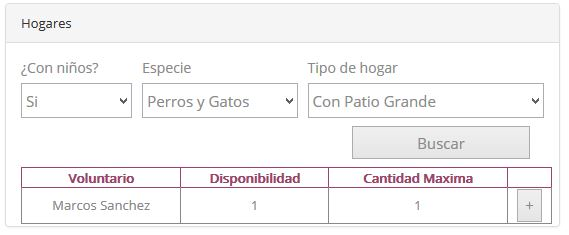 Hogares
¿Con niños? Especie Tipo de hogar
Si Perros y Gatos Con Patio Grande
Buscar
Voluntario Disponibilidad Cantidad Maxima
Marcos Sanchez 1 1 +